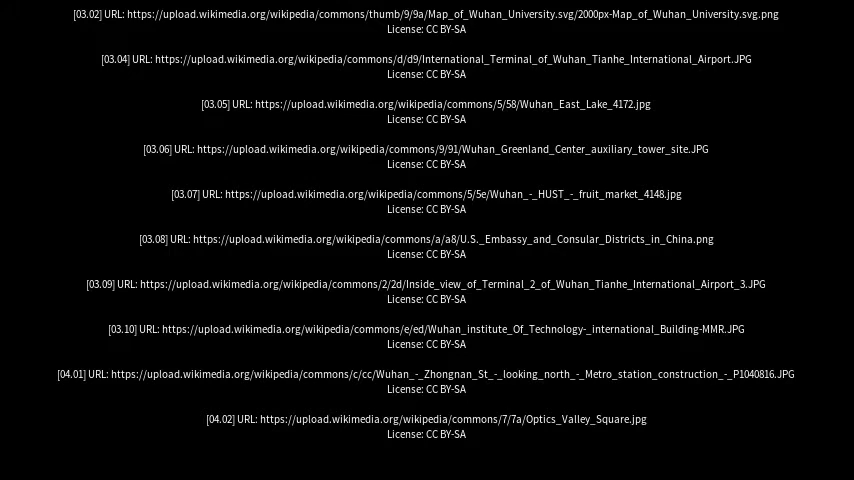 [03.02] URL: https://upload.wikimedia.org/wikipedia/commons/thumb/9/9a/Map_of_Wuhan_University.svg/2000px-Map_of_Wuhan_University.svg.png
License: CC BY-SA
[03.04] URL: https://upload.wikimedia.org/wikipedia/commons/d/d9/International_Terminal_of_Wuhan_Tianhe_International_Airport.JPG
License: CC BY-SA
[03.05] URL: https://upload.wikimedia.org/wikipedia/commons/5/58/Wuhan_East_Lake_4172.jpg
License: CC BY-SA
[03.06] URL: https://upload.wikimedia.org/wikipedia/commons/9/91/Wuhan_Greenland_Center_auxiliary_tower_site.JPG
License: CC BY-SA
[03.07] URL: https://upload.wikimedia.org/wikipedia/commons/5/5e/Wuhan_-_HUST_-_fruit_market_4148.jpg
License: CC BY-SA
[03.08] URL: https://upload.wikimedia.org/wikipedia/commons/a/a8/U.S._Embassy_and_Consular_Districts_in_China.png
License: CC BY-SA
[03.09] URL: https://upload.wikimedia.org/wikipedia/commons/2/2d/Inside_view_of_Terminal_2_of_Wuhan_Tianhe_International_Airport_3.JPG
License: CC BY-SA
[03.10] URL: https://upload.wikimedia.org/wikipedia/commons/e/ed/Wuhan_institute_Of_Technology-_international_Building-MMR.JPG
License: CC BY-SA
[04.01] URL: https://upload.wikimedia.org/wikipedia/commons/c/cc/Wuhan_-_Zhongnan_St_-_looking_north_-_Metro_station_construction_-_P1040816.JPG
License: CC BY-SA
[04.02] URL: https://upload.wikimedia.org/wikipedia/commons/7/7a/Optics_Valley_Square.jpg
License: CC BY-SA